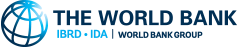 THE WORLD BANK
IBRD • IDA | WORLD BANK GROUP